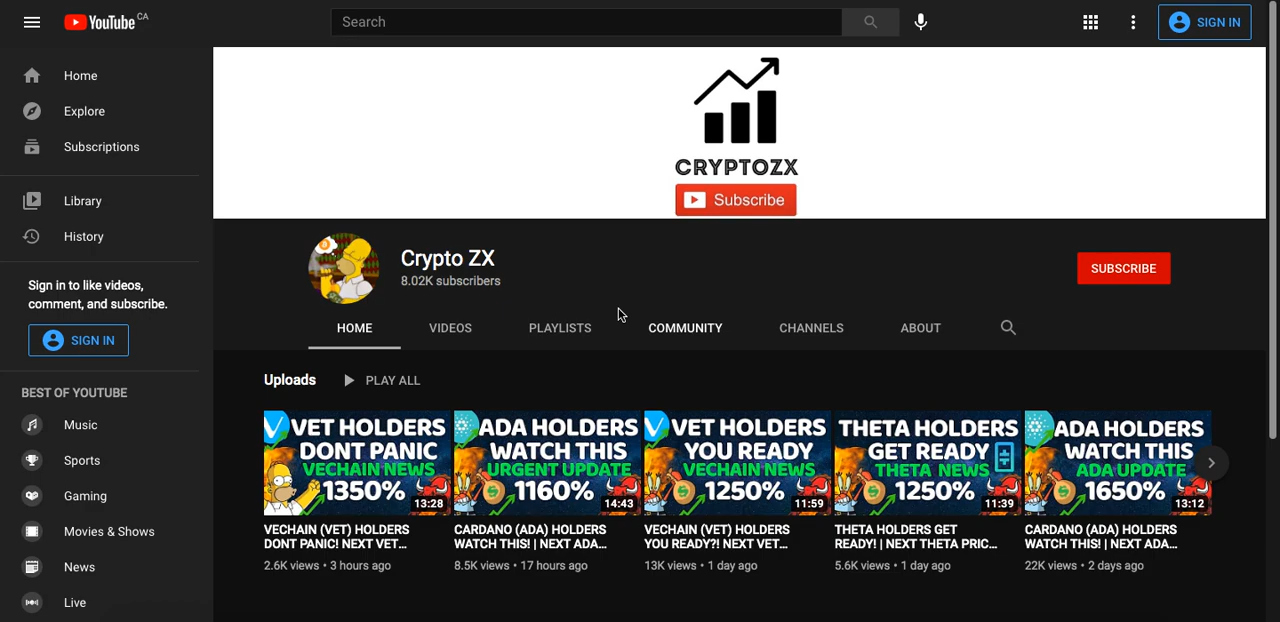 YouTube CA
Search
SIGN IN
Home
Explore
Subscriptions
Library
History
Sign in to like videos,
comment, and subscribe.
SIGN IN
BEST OF YOUTUBE
Music
Sports
Gaming
Movies & Shows
News
Live
CRYPTOZX
Subscribe
Crypto ZX
8.02K subscribers
SUBSCRIBE
HOME VIDEOS PLAYLISTS COMMUNITY CHANNELS ABOUT
Uploads PLAY ALL
VET HOLDERS
DONT PANIC
VECHAIN NEWS
1350%
13:28
VECHAIN (VET) HOLDERS
DONT PANIC! NEXT VET...
2.6K views • 3 hours ago
ADA HOLDERS
WATCH THIS
URGENT UPDATE
1160%
14:43
CARDANO (ADA) HOLDERS
WATCH THIS! | NEXT ADA...
8.5K views • 17 hours ago
VET HOLDERS
YOU READY
VECHAIN NEWS
1250%
11:59
VECHAIN (VET) HOLDERS
YOU READY?! NEXT VET...
13K views • 1 day ago
THETA HOLDERS
GET READY
THETA NEWS
1250%
11:39
THETA HOLDERS GET
READY! | NEXT THETA PRIC...
5.6K views • 1 day ago
ADA HOLDERS
WATCH THIS
ADA UPDATE
1650%
13:12
CARDANO (ADA) HOLDERS
WATCH THIS! | NEXT ADA...
22K views • 2 days ago